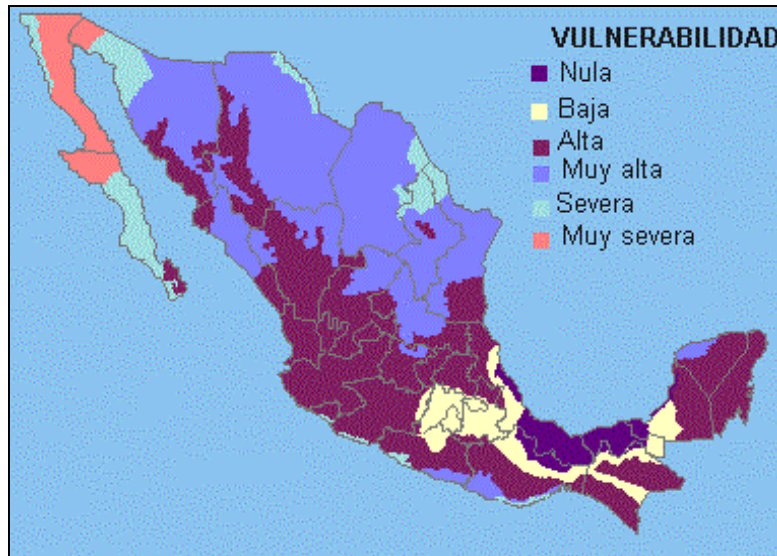 VULNERABILIDAD
Nula
Baja
Alta
Muy alta
Severa
Muy severa